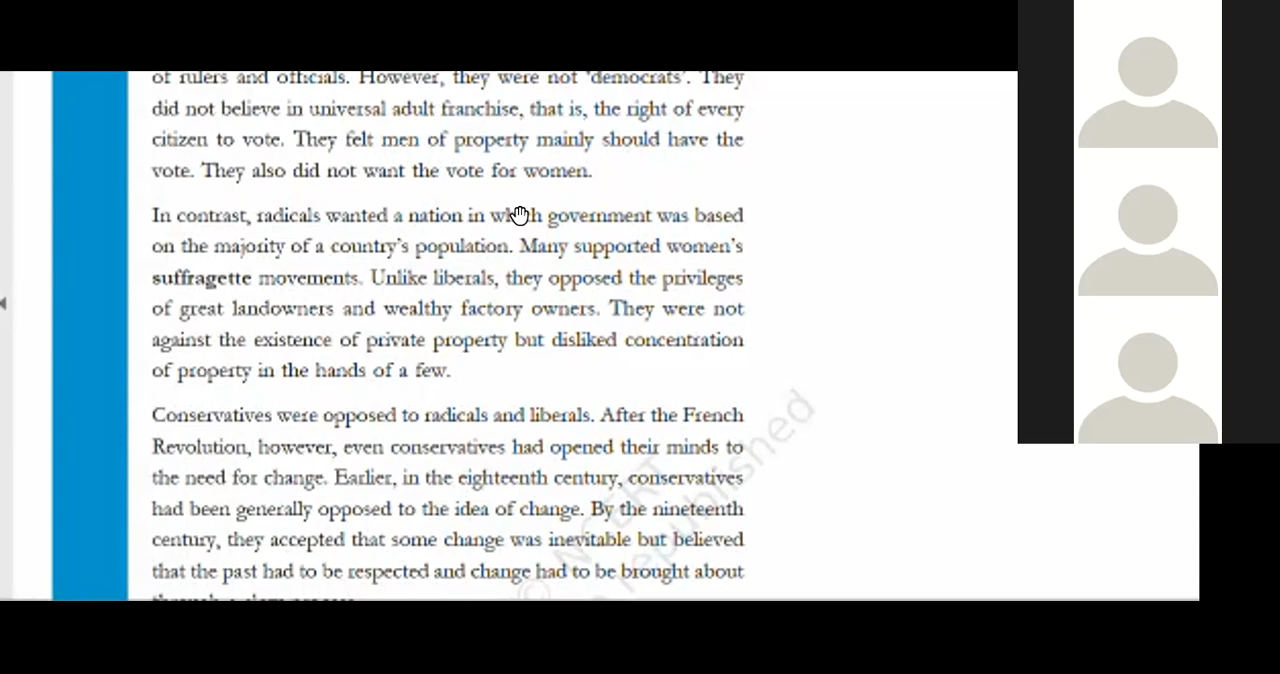 of rulers and officials. However, they were not 'democrats'. They
did not believe in universal adult franchise, that is, the right of every
citizen to vote. They felt men of property mainly should have the
vote. They also did not want the vote for women.
In contrast, radicals wanted a nation in which government was based
on the majority of a country's population. Many supported women's
suffragette movements. Unlike liberals, they opposed the privileges
of great landowners and wealthy factory owners. They were not
against the existence of private property but disliked concentration
of property in the hands of a few.
Conservatives were opposed to radicals and liberals. After the French
Revolution, however, even conservatives had opened their minds to
the need for change. Earlier, in the eighteenth century, conservatives
had been generally opposed to the idea of change. By the nineteenth
century, they accepted that some change was inevitable but believed
that the past had to be respected and change had to be brought about
© NCERT
republished